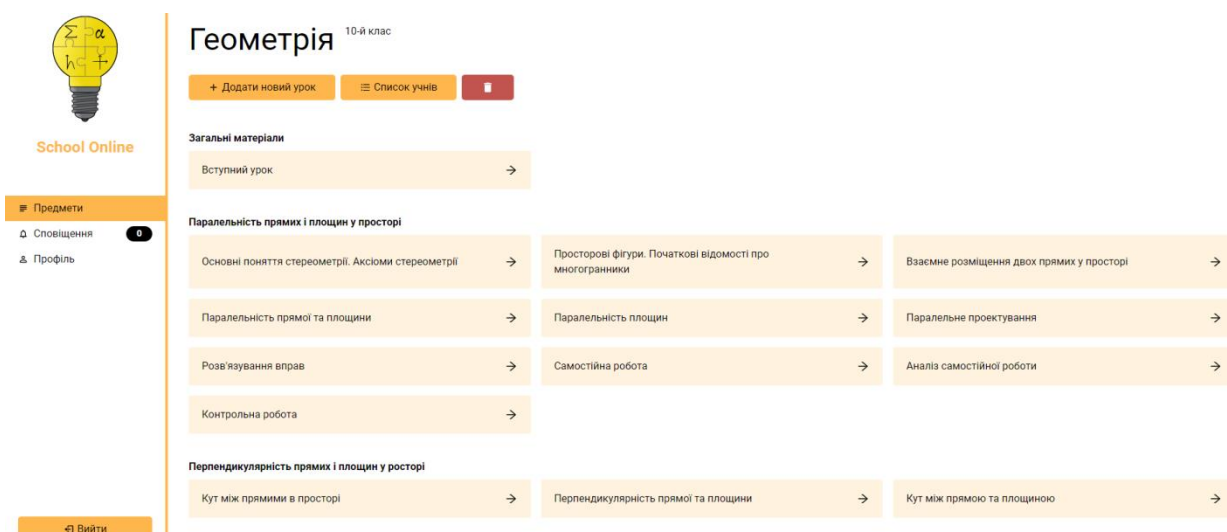 Σ α
ħ
School Online
Предмети
Сповіщення 0
Профіль
Вийти
Геометрія 10-й клас
+ Додати новий урок
Список учнів
Загальні матеріали
Вступний урок
Паралельність прямих і площин у просторі
Основні поняття стереометрії. Аксіоми стереометрії
Просторові фігури. Початкові відомості про
многогранники
Взаємне розміщення двох прямих у просторі
Паралельність прямої та площини
Паралельність площин
Паралельне проектування
Розв'язування вправ
Самостійна робота
Аналіз самостійної роботи
Контрольна робота
Перпендикулярність прямих і площин у росторі
Кут між прямими в просторі
Перпендикулярність прямої та площини
Кут між прямою та площиною